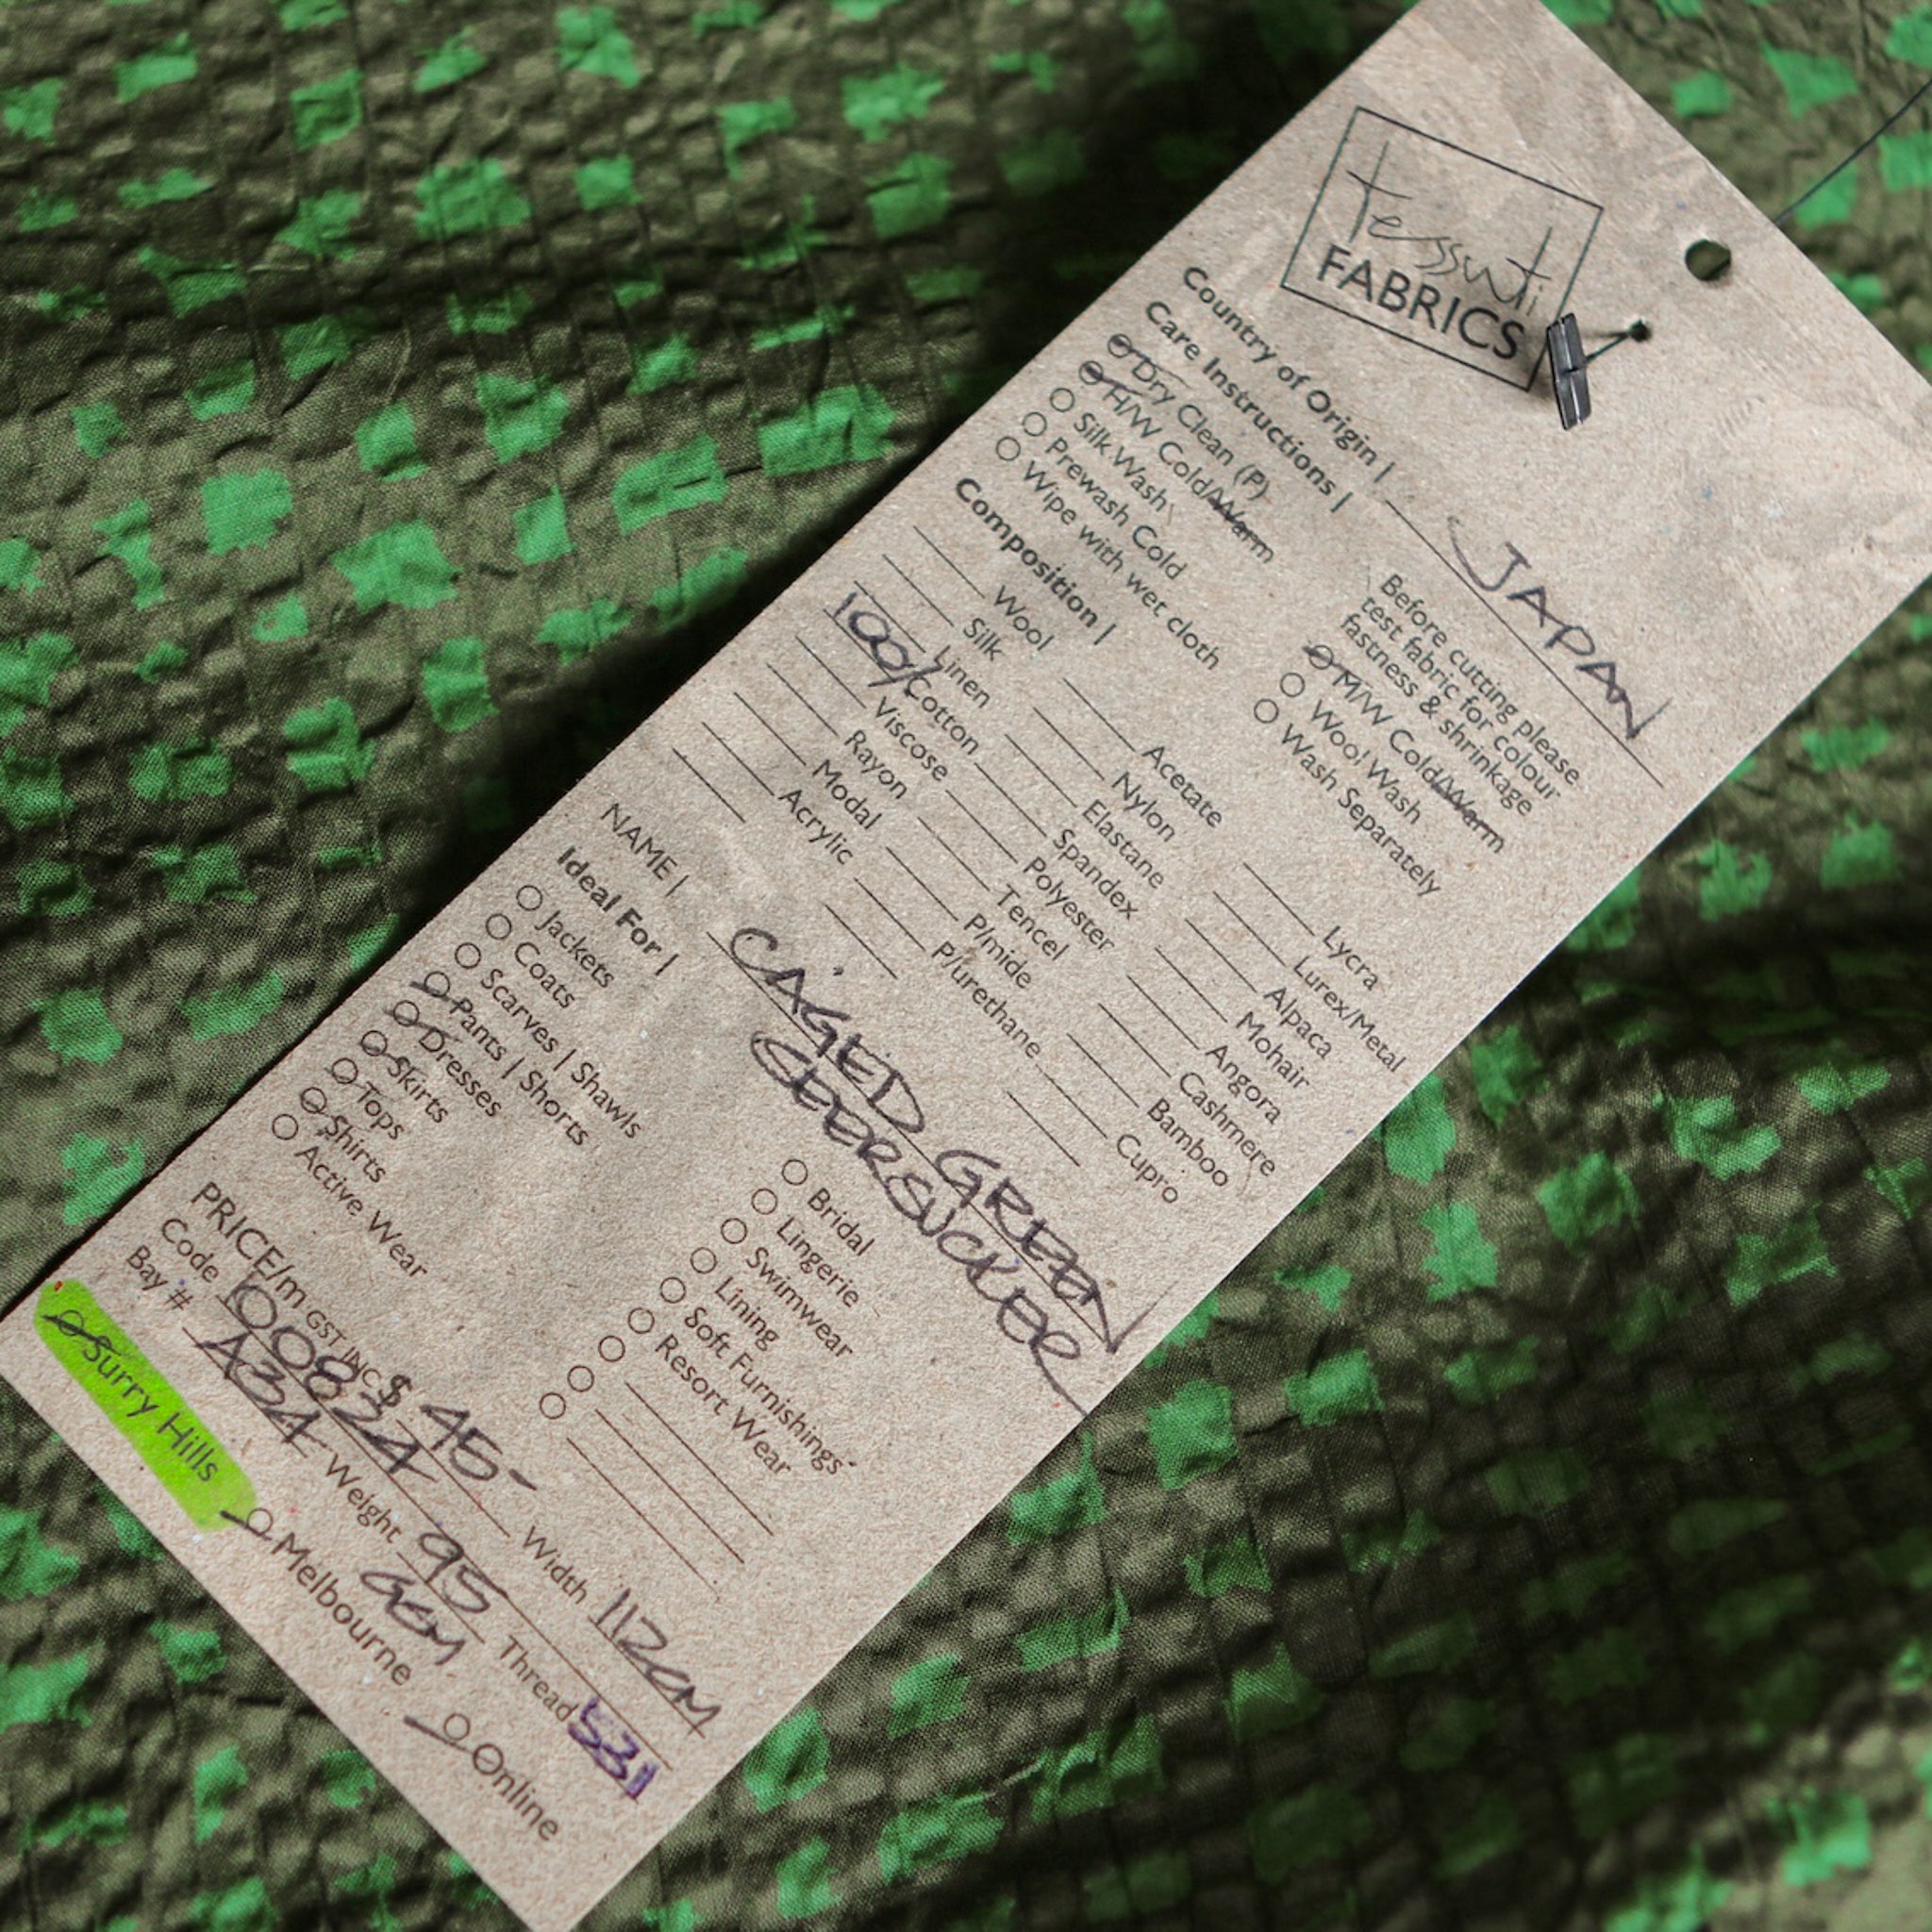 tessuti
FABRICS
Country of Origin | JAPAN
Care Instructions |
Dry Clean (P)
H/W Cold/Warm
Silk Wash
Prewash Cold
Wipe with wet cloth
Before cutting please
test fabric for colour
fastness & shrinkage
M/W Cold/Warm
Wool Wash
Wash Separately
Composition |
Wool
Silk
Linen
100% Cotton
Viscose
Rayon
Modal
Acrylic
Acetate
Nylon
Elastane
Spandex
Polyester
Tencel
P/mide
P/urethane
Lycra
Lurex/Metal
Alpaca
Mohair
Angora
Cashmere
Bamboo
Cupro
NAME | CAGED GREEN
SEERSUCKER
Ideal For |
Jackets
Coats
Scarves | Shawls
Pants | Shorts
Dresses
Skirts
Tops
Shirts
Active Wear
Bridal
Lingerie
Swimwear
Lining
Soft Furnishings
Resort Wear
PRICE/m GST INC $ 45- Width 112CM
Code 1008324 Thread 531
Bay # A34 Weight 95
GSM
Surry Hills Melbourne Online